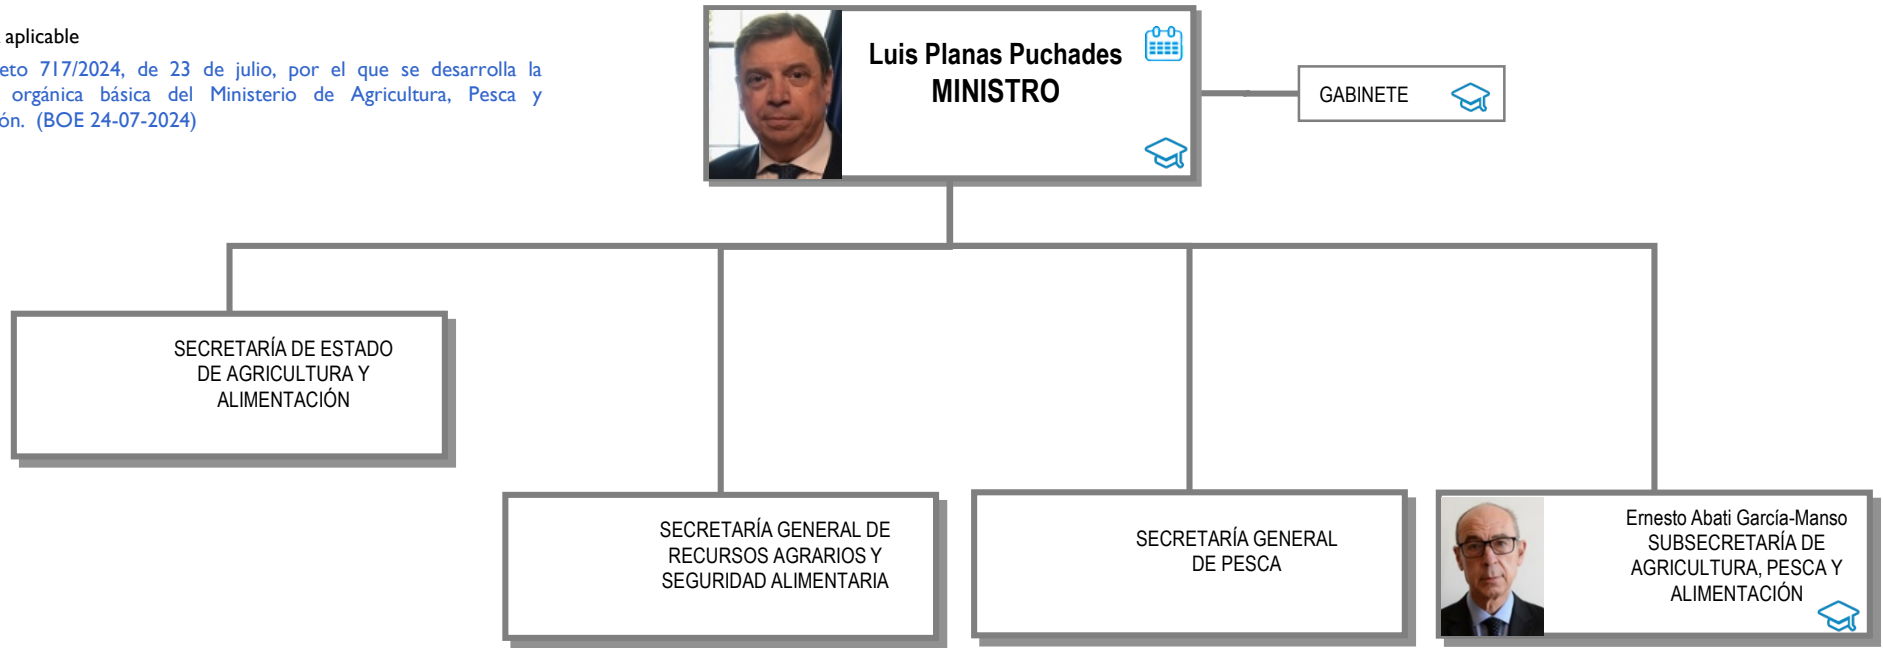 aplicable
eto 717/2024, de 23 de julio, por el que se desarrolla la
orgánica básica del Ministerio de Agricultura, Pesca y
ón. (BOE 24-07-2024)
Luis Planas Puchades
MINISTRO
GABINETE
SECRETARÍA DE ESTADO
DE AGRICULTURA Y
ALIMENTACIÓN
SECRETARÍA GENERAL DE
RECURSOS AGRARIOS Y
SEGURIDAD ALIMENTARIA
SECRETARÍA GENERAL
DE PESCA
Ernesto Abati García-Manso
SUBSECRETARÍA DE
AGRICULTURA, PESCA Y
ALIMENTACIÓN